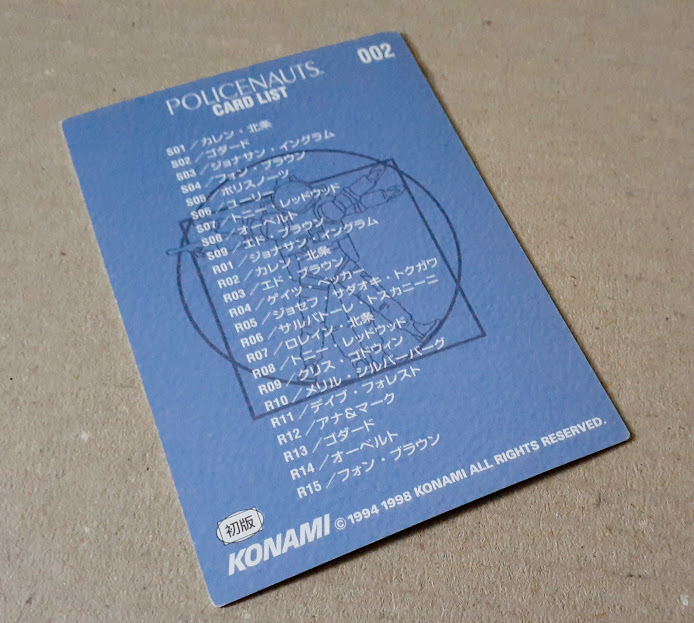 002
POLICENAUTS
CARD LIST
S01／カレン・北条
S02／ゴダード
S03／ジョナサン・イングラム
S04／フォン・ブラウン
S05／ポリスノーツ
S06／ユーリー
S07／トニー・レッドウッド
S08／オーベルト
S09／エド・ブラウン
R01／ジョナサン・イングラム
R02／カレン・北条
R03／エド・ブラウン
R04／ゲイツ・ベッカー
R05／ジョセフ・サダオキ・トクガワ
R06／サルバトーレ・トスカニーニ
R07／ロレイン・北条
R08／トニー・レッドウッド
R09／クリス・ゴドウィン
R10／メリル・シルバーバーグ
R11／デイブ・フォレスト
R12／アナ&マーク
R13／ゴダード
R14／オーベルト
R15／フォン・ブラウン
初版
KONAMI © 1994 1998 KONAMI ALL RIGHTS RESERVED.